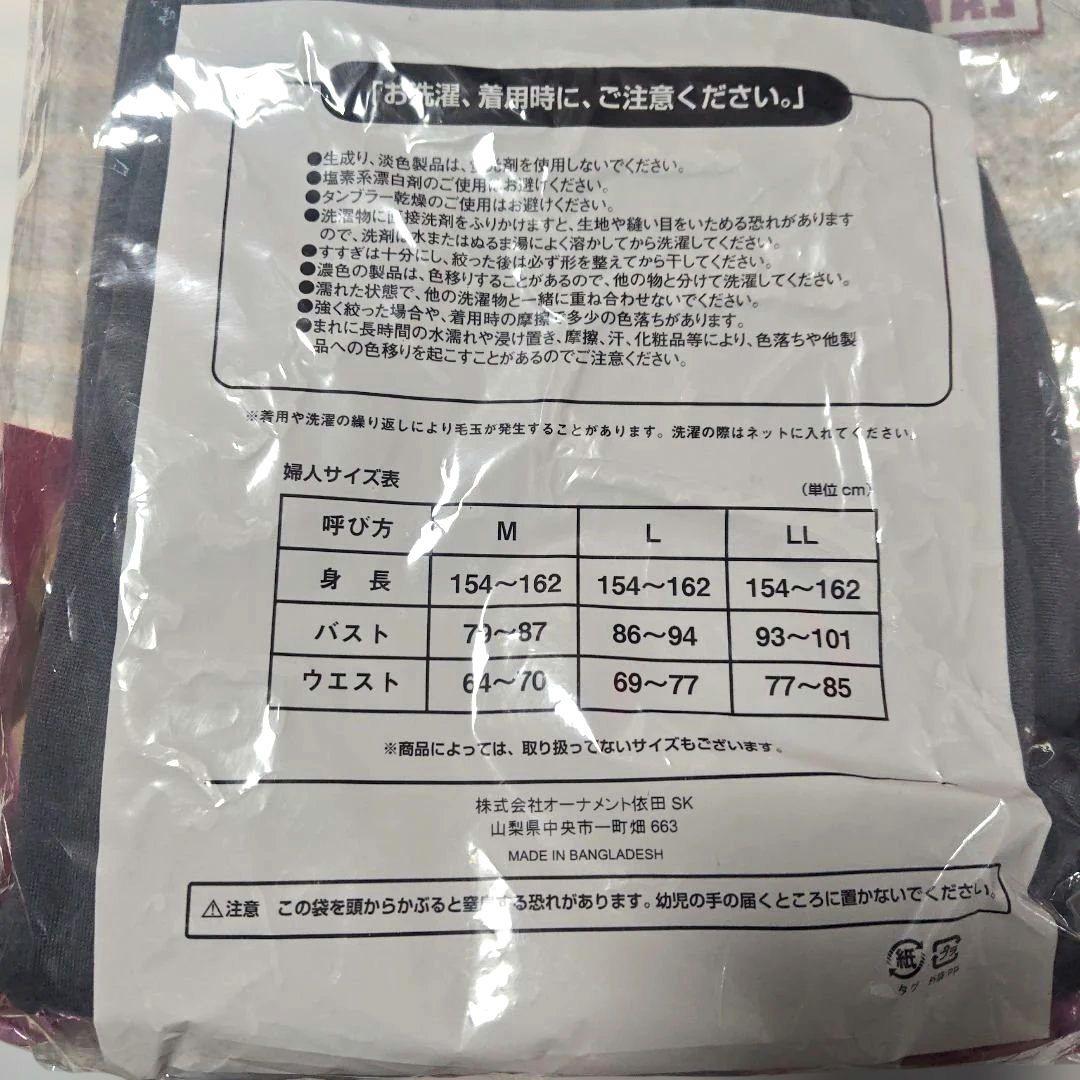 「お洗濯、着用時に、ご注意ください。」
●生成り、淡色製品は、蛍光剤を使用しないでください。
●塩素系漂白剤のご使用はお避けください。
●タンブラー乾燥のご使用はお避けください。
●洗濯物に直接洗剤をふりかけますと、生地や縫い目をいためる恐れがあります
ので、洗剤は水またはぬるま湯によく溶かしてから洗濯してください。
●すすぎは十分にし、絞った後は必ず形を整えてから干してください。
●濃色の製品は、色移りすることがあるので、他の物と分けて洗濯してください。
●濡れた状態で、他の洗濯物と一緒に重ね合わせないでください。
●強く絞った場合や、着用時の摩擦で多少の色落ちがあります。
●まれに長時間の水濡れや浸け置き、摩擦、汗、化粧品等により、色落ちや他製
品への色移りを起こすことがあるのでご注意ください。
※着用や洗濯の繰り返しにより毛玉が発生することがあります。洗濯の際はネットに入れてください。
婦人サイズ表 (単位 cm)
呼び方 M L LL
身長 154〜162 154〜162 154〜162
バスト 79〜87 86〜94 93〜101
ウエスト 64〜70 69〜77 77〜85
※商品によっては、取り扱ってないサイズもございます。
株式会社オーナメント依田 SK
山梨県中央市一町畑 663
MADE IN BANGLADESH
⚠注意 この袋を頭からかぶると窒息する恐れがあります。幼児の手の届くところに置かないでください。
紙 プラ
タグ 外装:PP